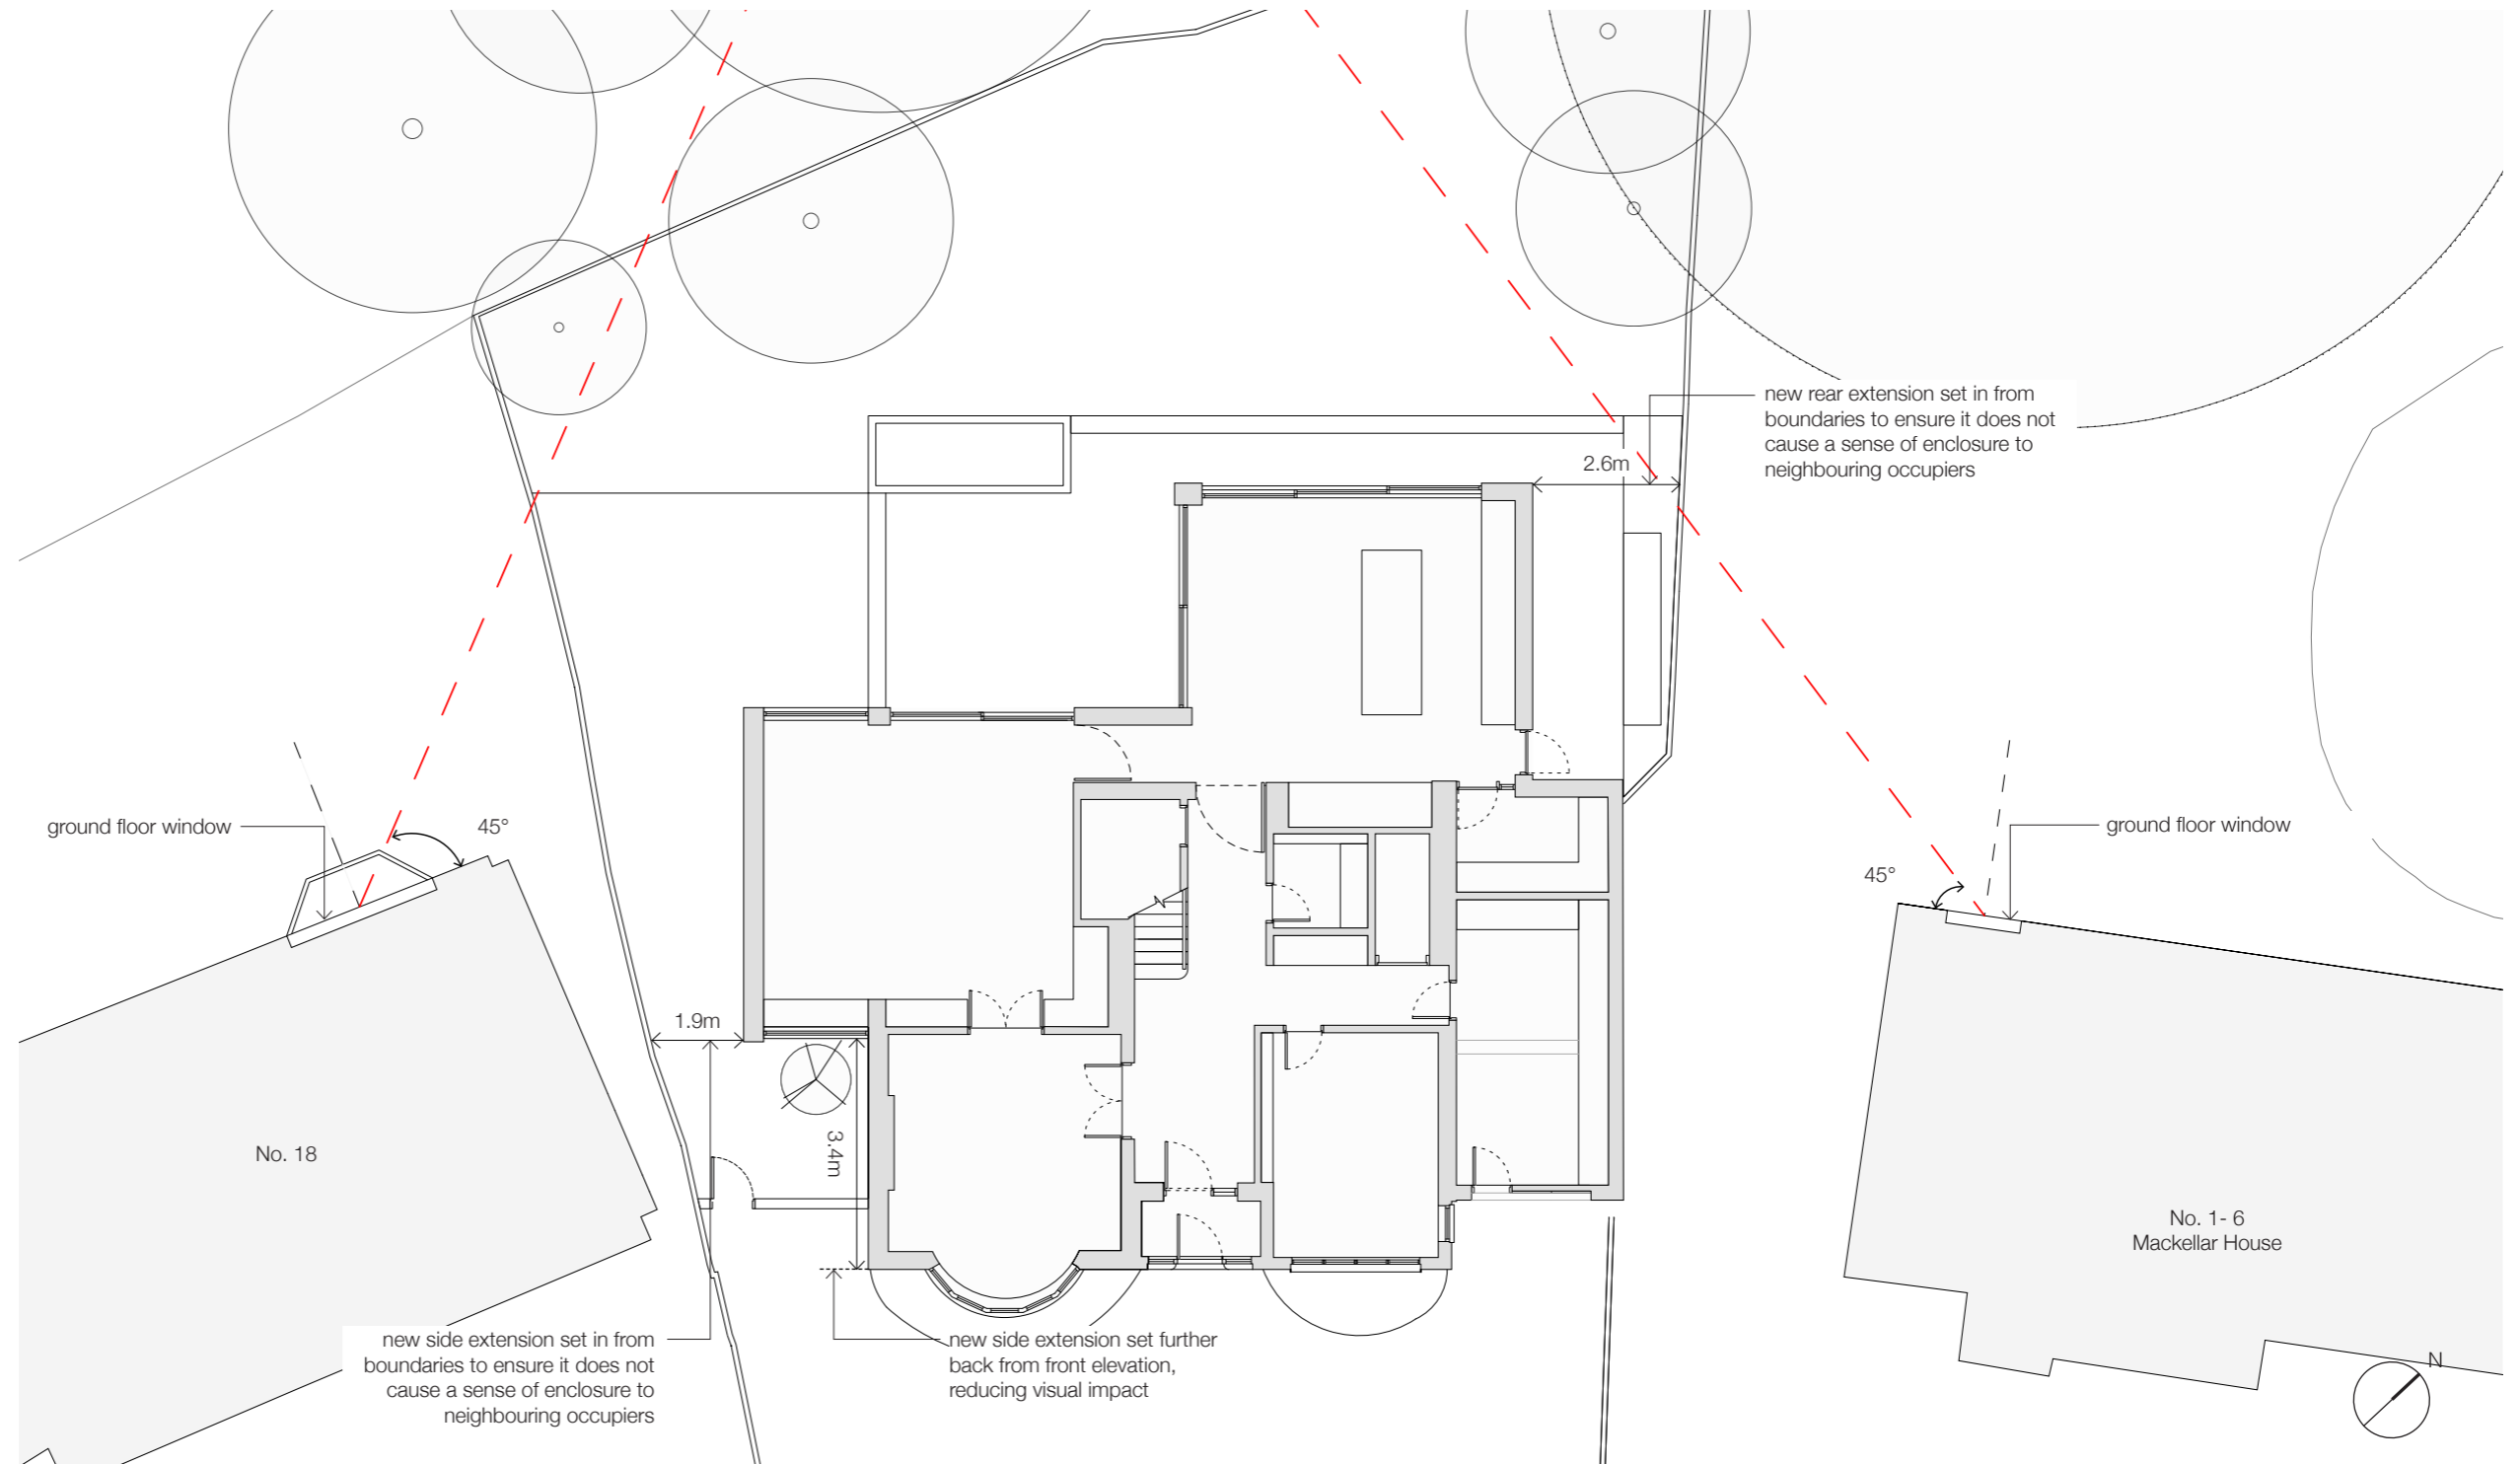 new rear extension set in from
boundaries to ensure it does not
cause a sense of enclosure to
neighbouring occupiers
2.6m
ground floor window
45°
ground floor window
45°
1.9m
3.4m
No. 18
No. 1- 6
Mackellar House
new side extension set in from
boundaries to ensure it does not
cause a sense of enclosure to
neighbouring occupiers
new side extension set further
back from front elevation,
reducing visual impact
N